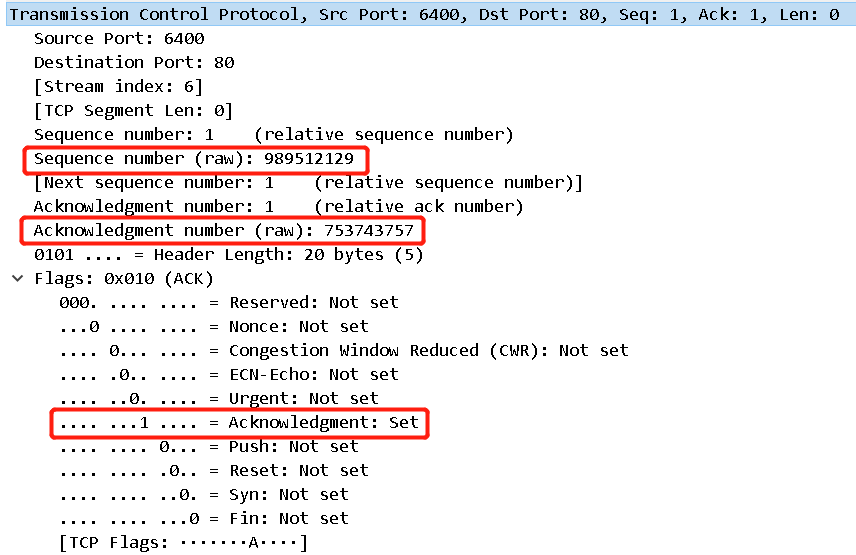 Transmission Control Protocol, Src Port: 6400, Dst Port: 80, Seq: 1, Ack: 1, Len: 0
Source Port: 6400
Destination Port: 80
[Stream index: 6]
[TCP Segment Len: 0]
Sequence number: 1    (relative sequence number)
Sequence number (raw): 989512129
[Next sequence number: 1    (relative sequence number)]
Acknowledgment number: 1    (relative ack number)
Acknowledgment number (raw): 753743757
0101 .... = Header Length: 20 bytes (5)
Flags: 0x010 (ACK)
000. .... .... = Reserved: Not set
...0 .... .... = Nonce: Not set
.... 0... .... = Congestion Window Reduced (CWR): Not set
.... .0.. .... = ECN-Echo: Not set
.... ..0. .... = Urgent: Not set
.... ...1 .... = Acknowledgment: Set
.... .... 0... = Push: Not set
.... .... .0.. = Reset: Not set
.... .... ..0. = Syn: Not set
.... .... ...0 = Fin: Not set
[TCP Flags: ·······A····]